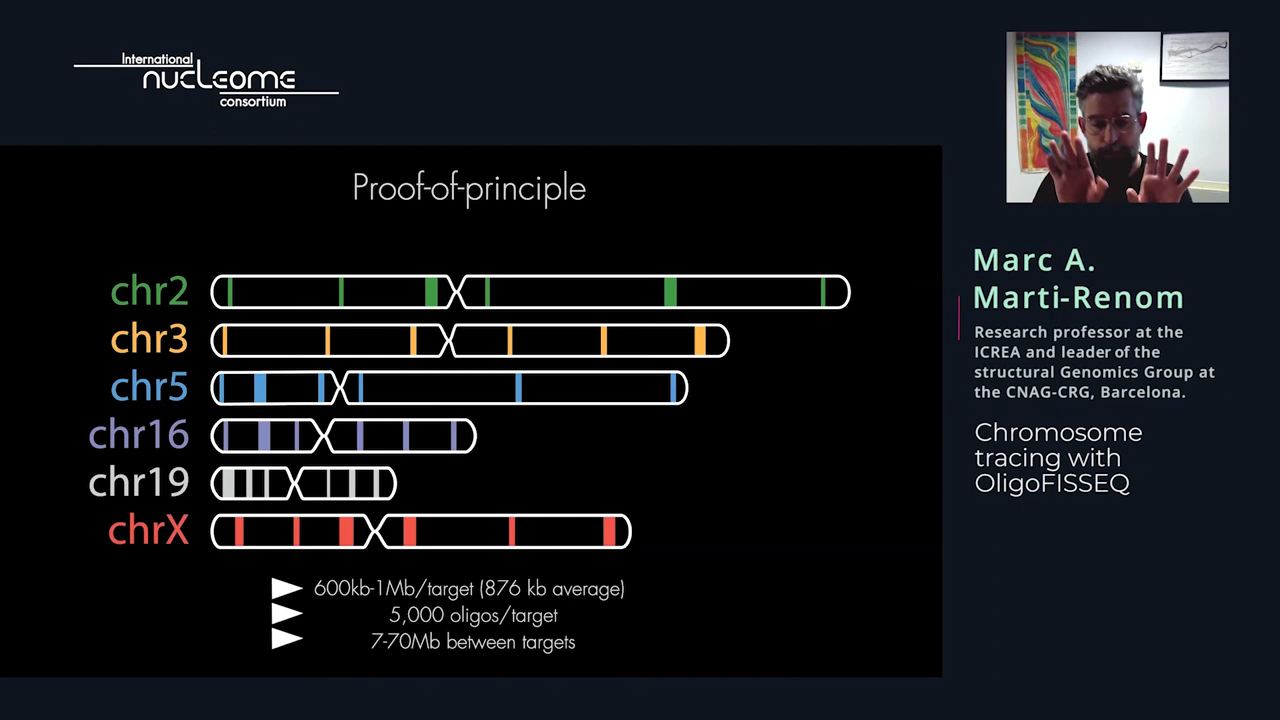 International
nucleome
consortium
Proof-of-principle
chr2
chr3
chr5
chr16
chr19
chrX
600kb-1Mb/target (876 kb average)
5,000 oligos/target
7-70Mb between targets
Marc A.
Marti-Renom
Research professor at the
ICREA and leader of the
structural Genomics Group at
the CNAG-CRG, Barcelona.
Chromosome
tracing with
OligoFISSEQ